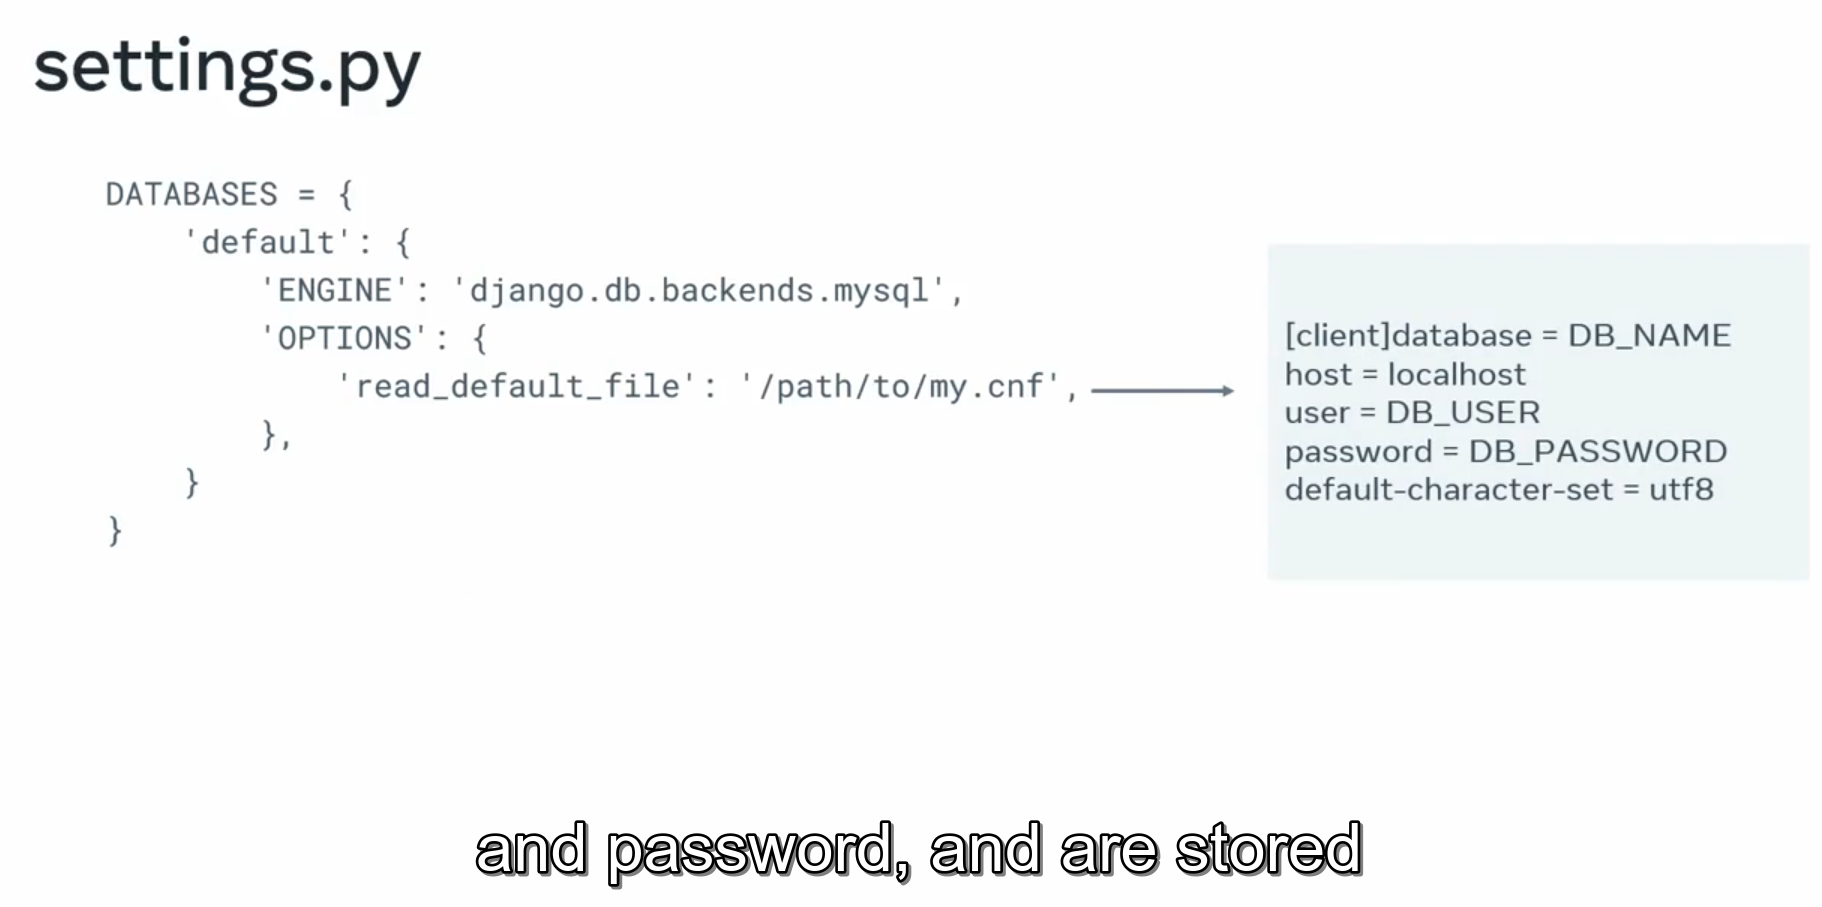 settings.py
DATABASES = {
'default': {
'ENGINE': 'django.db.backends.mysql',
'OPTIONS': {
'read_default_file': '/path/to/my.cnf',
},
}
}
[client]database = DB_NAME
host = localhost
user = DB_USER
password = DB_PASSWORD
default-character-set = utf8
and password, and are stored